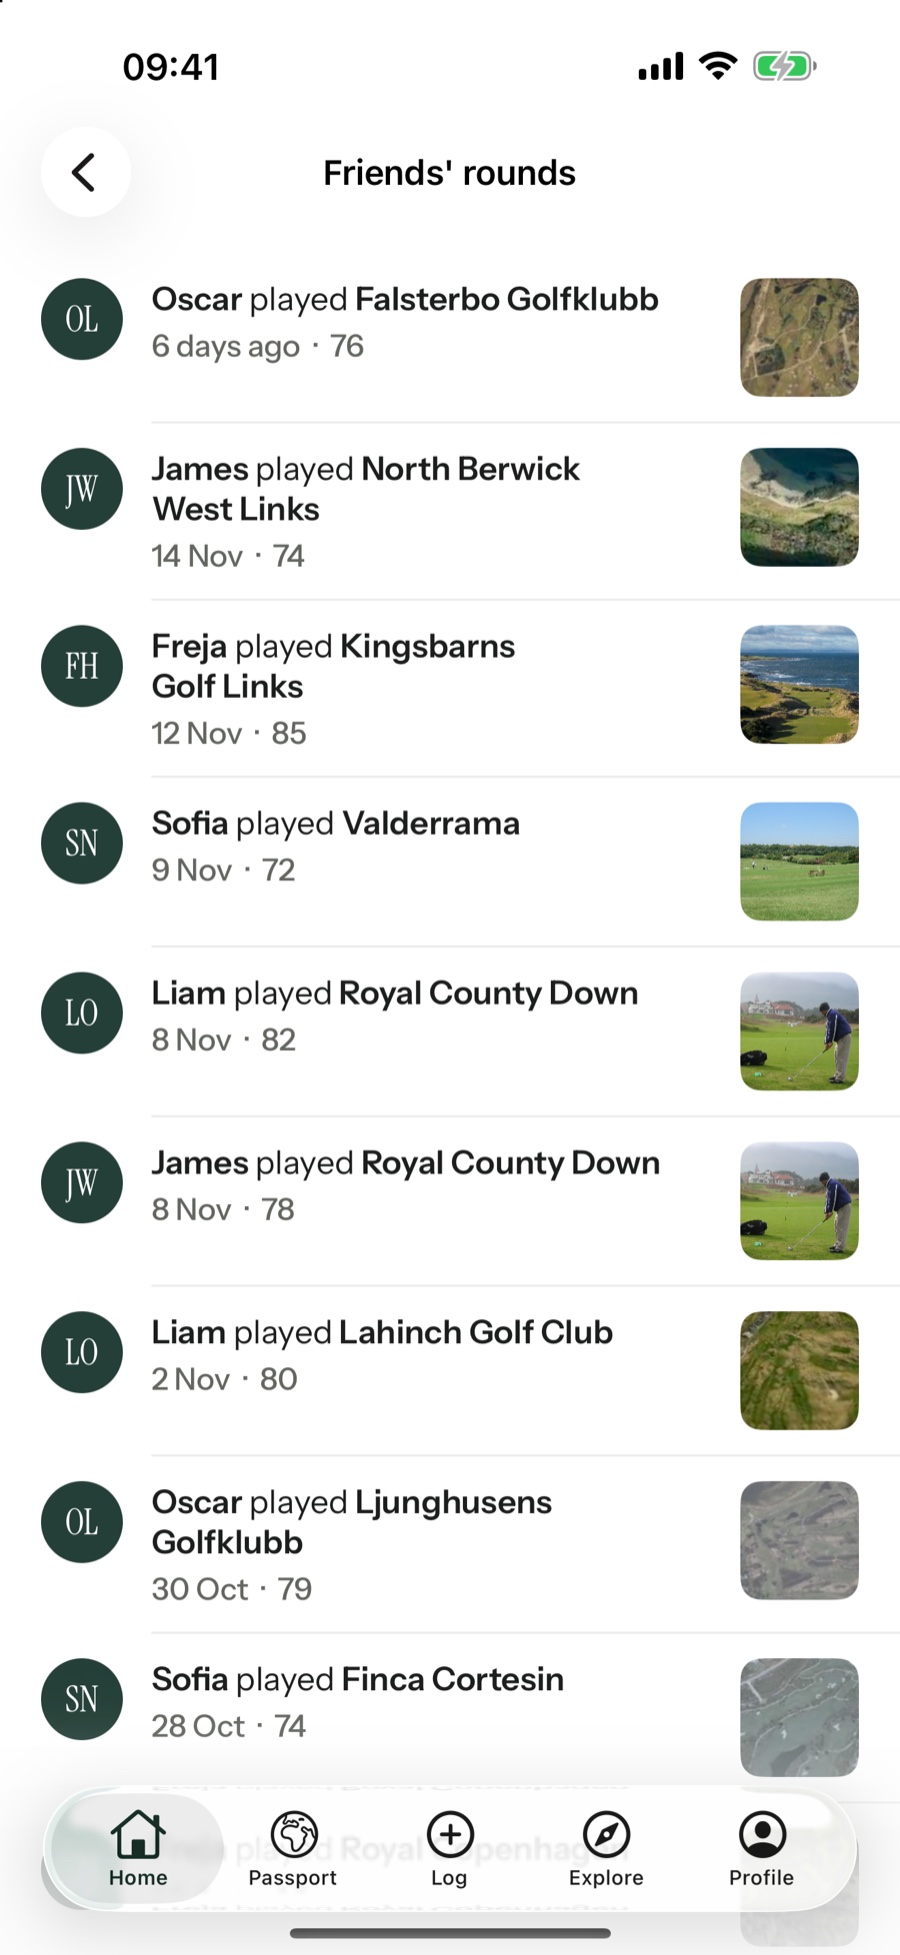 09:41
Friends' rounds
OL
Oscar played Falsterbo Golfklubb
6 days ago · 76
JW
James played North Berwick
West Links
14 Nov · 74
FH
Freja played Kingsbarns
Golf Links
12 Nov · 85
SN
Sofia played Valderrama
9 Nov · 72
LO
Liam played Royal County Down
8 Nov · 82
JW
James played Royal County Down
8 Nov · 78
LO
Liam played Lahinch Golf Club
2 Nov · 80
OL
Oscar played Ljunghusens
Golfklubb
30 Oct · 79
SN
Sofia played Finca Cortesin
28 Oct · 74
played Royal
Home
Passport
Log
Explore
Profile